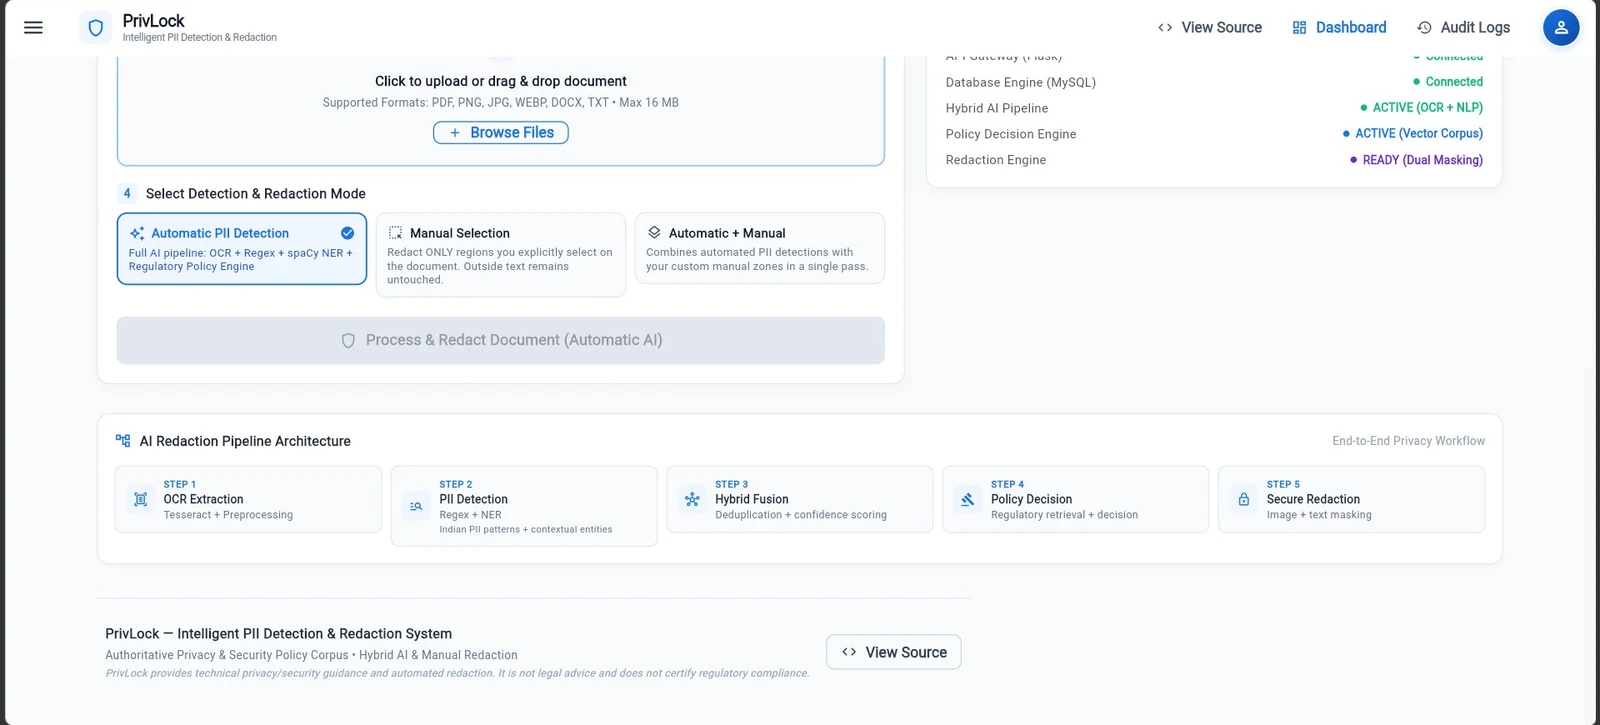 PrivLock
Intelligent PII Detection & Redaction
View Source
Dashboard
Audit Logs
Click to upload or drag & drop document
Supported Formats: PDF, PNG, JPG, WEBP, DOCX, TXT • Max 16 MB
+ Browse Files
4 Select Detection & Redaction Mode
Automatic PII Detection
Full AI pipeline: OCR + Regex + spaCy NER +
Regulatory Policy Engine
Manual Selection
Redact ONLY regions you explicitly select on
the document. Outside text remains
untouched.
Automatic + Manual
Combines automated PII detections with
your custom manual zones in a single pass.
Process & Redact Document (Automatic AI)
API Gateway (Flask) • Connected
Database Engine (MySQL) • Connected
Hybrid AI Pipeline • ACTIVE (OCR + NLP)
Policy Decision Engine • ACTIVE (Vector Corpus)
Redaction Engine • READY (Dual Masking)
AI Redaction Pipeline Architecture
End-to-End Privacy Workflow
STEP 1
OCR Extraction
Tesseract + Preprocessing
STEP 2
PII Detection
Regex + NER
Indian PII patterns + contextual entities
STEP 3
Hybrid Fusion
Deduplication + confidence scoring
STEP 4
Policy Decision
Regulatory retrieval + decision
STEP 5
Secure Redaction
Image + text masking
PrivLock — Intelligent PII Detection & Redaction System
Authoritative Privacy & Security Policy Corpus • Hybrid AI & Manual Redaction
PrivLock provides technical privacy/security guidance and automated redaction. It is not legal advice and does not certify regulatory compliance.
View Source